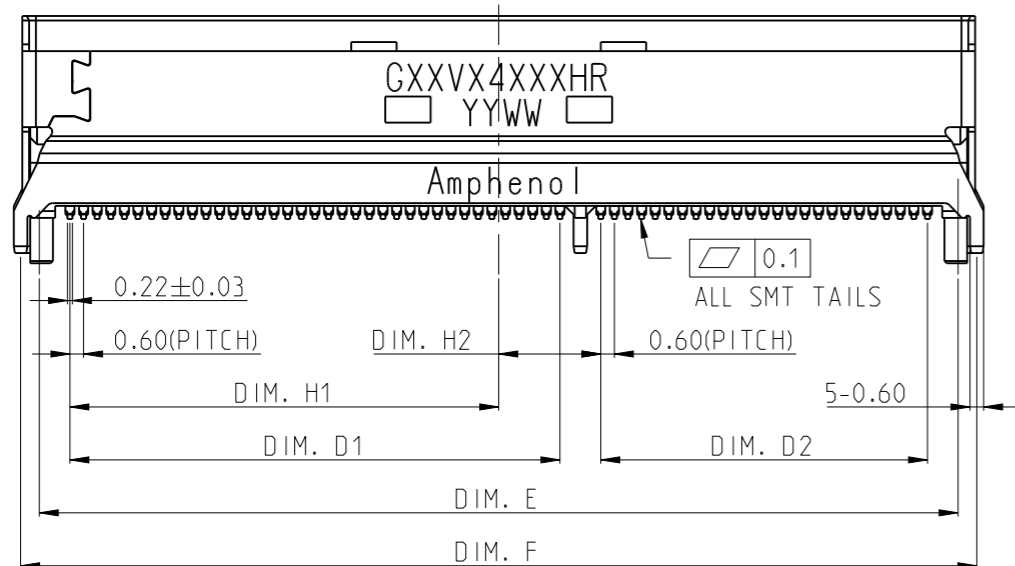 GXXVX4XXXHR
YYWW
Amphenol
0.1
0.22±0.03
ALL SMT TAILS
0.60(PITCH)
DIM. H2
0.60(PITCH)
DIM. H1
5-0.60
DIM. D1
DIM. D2
DIM. E
DIM. F